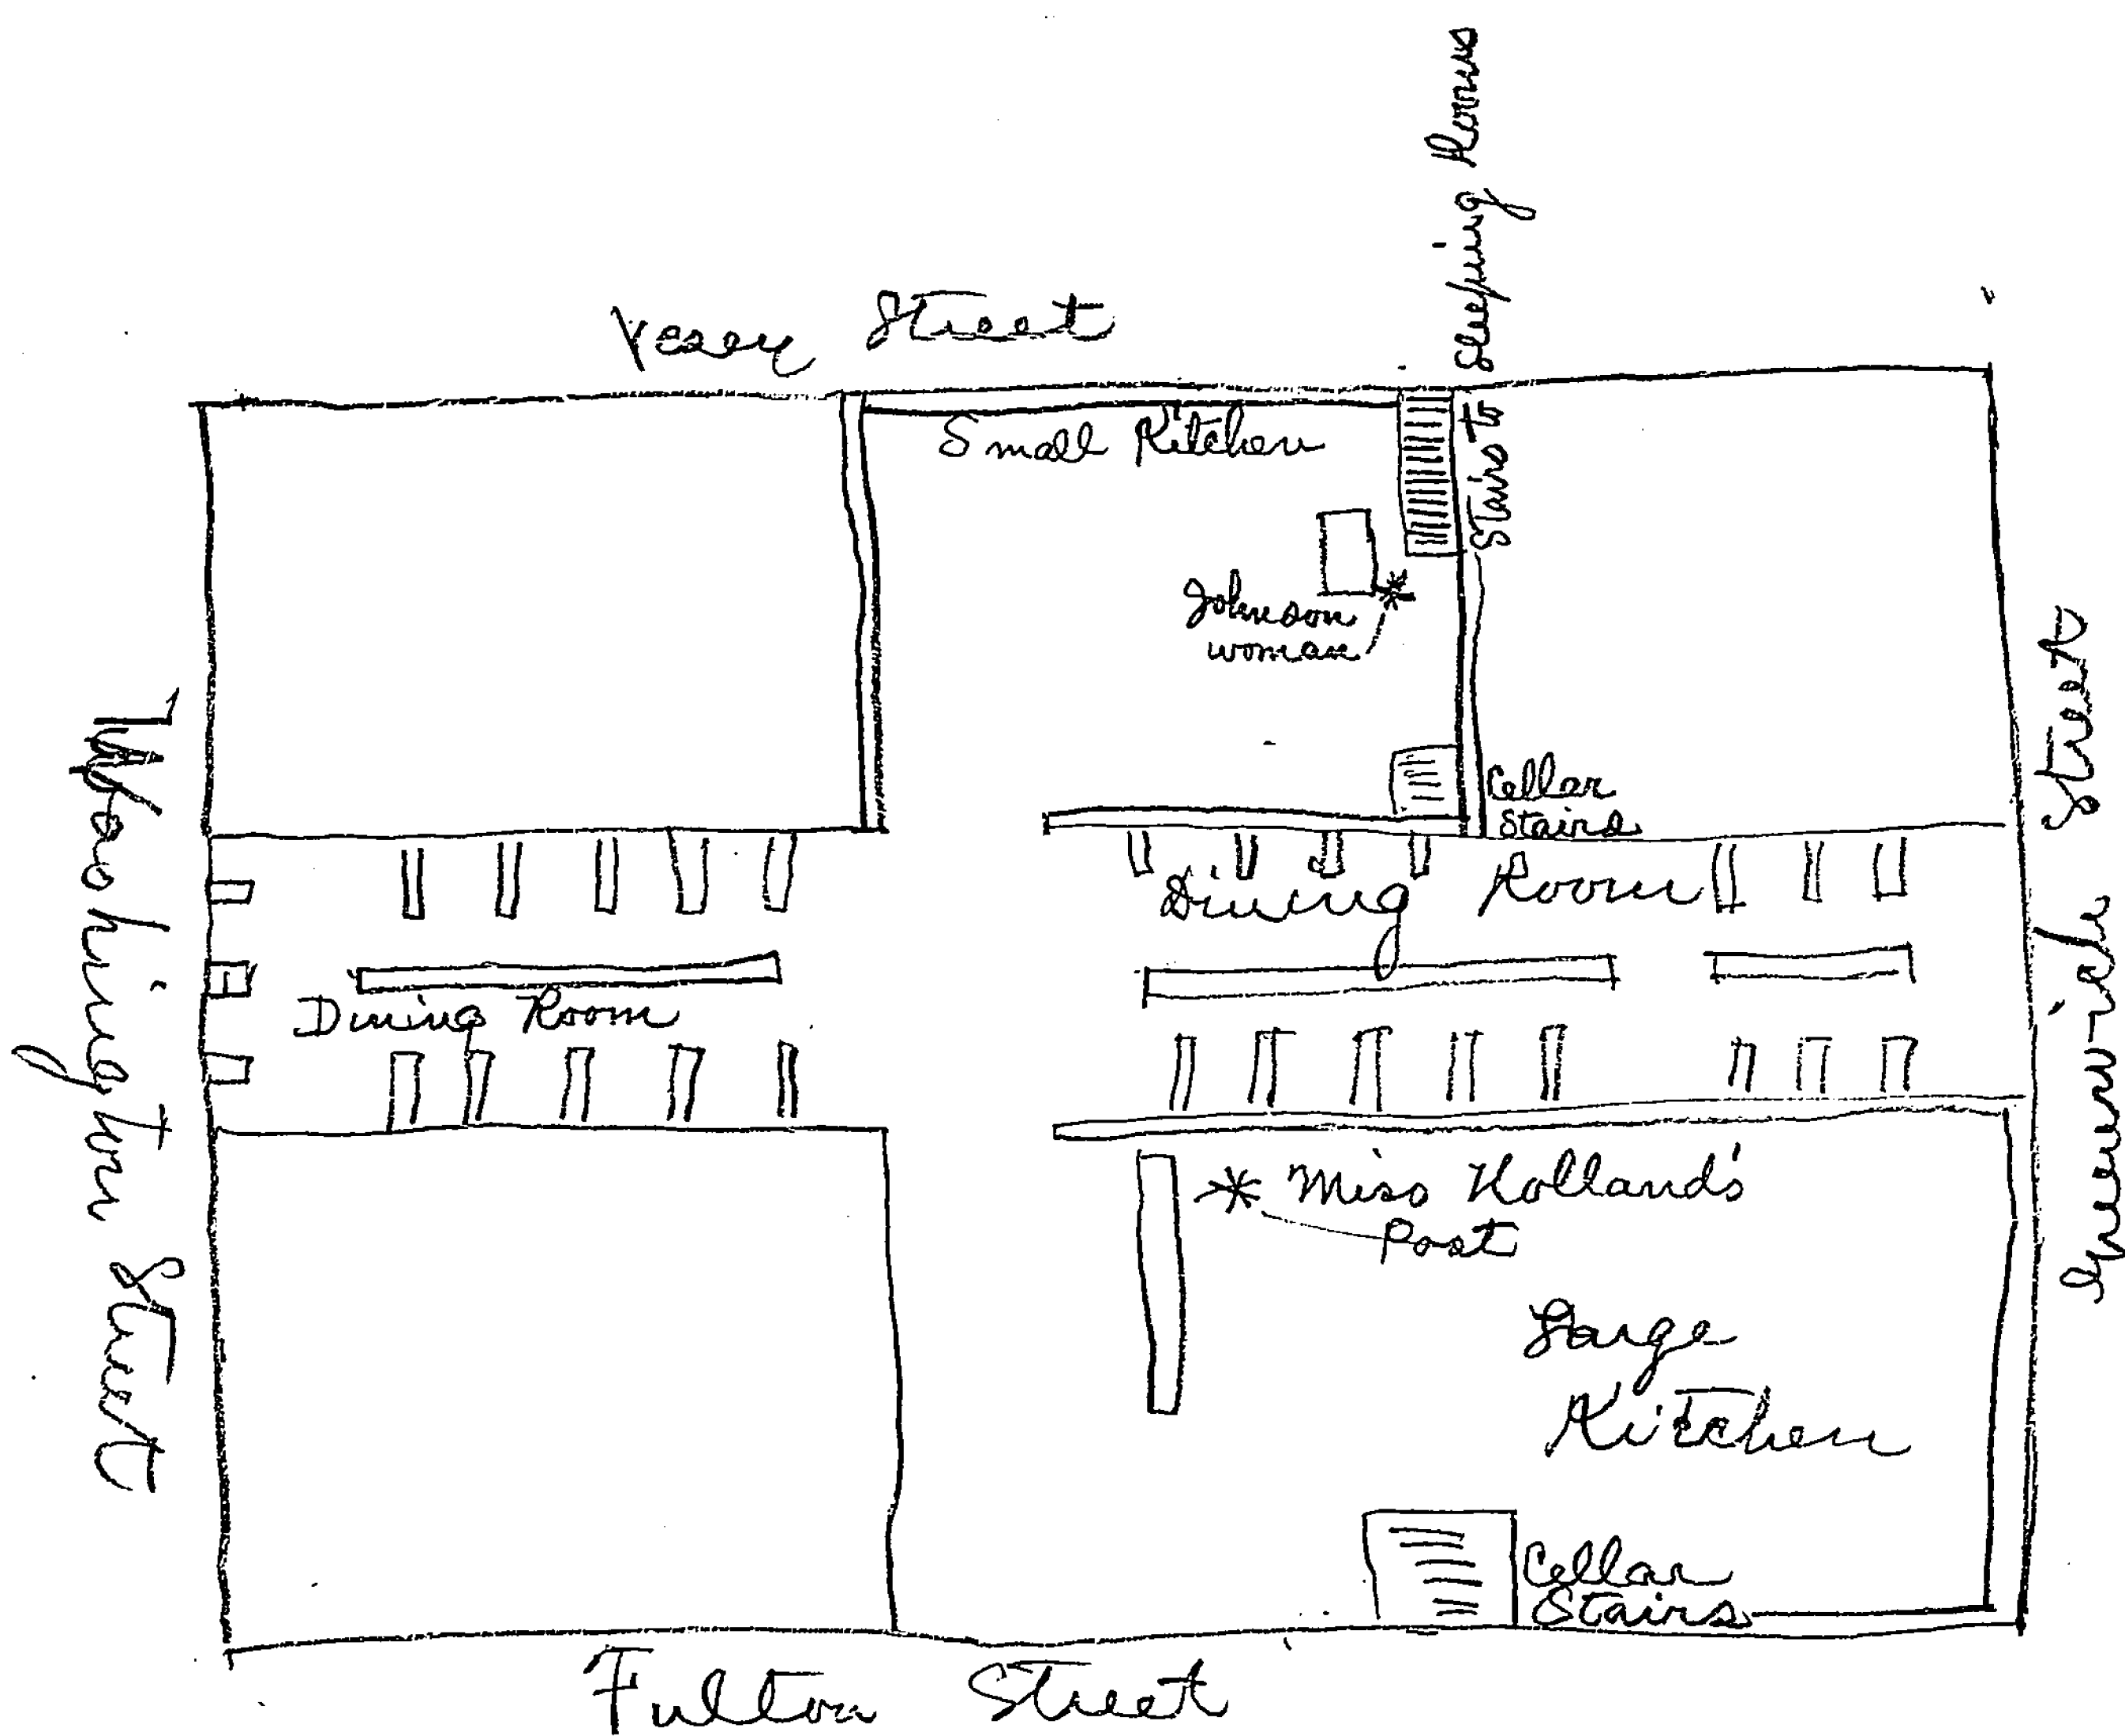 Vesey Street
Stairs to Sleeping Rooms
Small Kitchen
Johnson
woman
Cellar
Stairs
Dining Room
Dining Room
Washington Street
Greenwich Street
Miss Holland's
Post
Large
Kitchen
Cellar
Stairs
Fulton Street